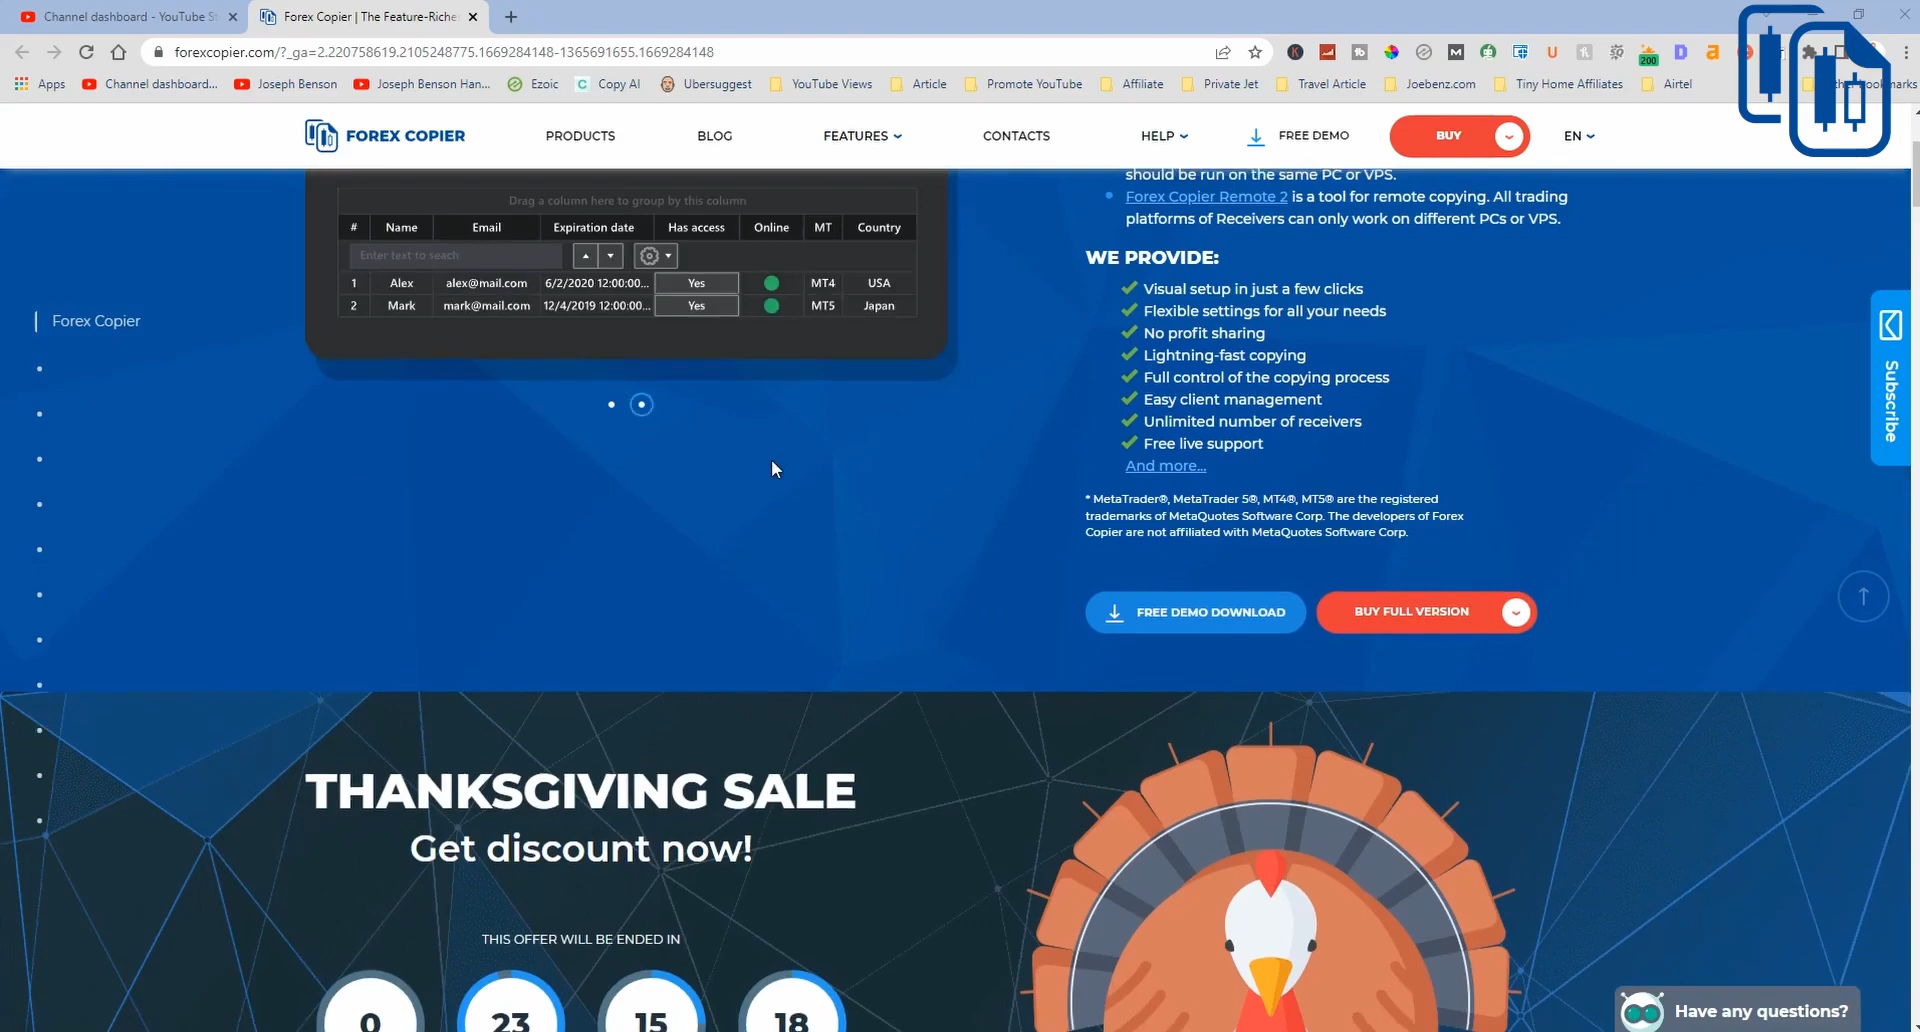 Channel dashboard - YouTube St
Forex Copier | The Feature-Riche
forexcopier.com/?_ga=2.220758619.2105248775.1669284148-1365691655.1669284148
Apps
Channel dashboard...
Joseph Benson
Joseph Benson Han...
Ezoic
Copy AI
Ubersuggest
YouTube Views
Article
Promote YouTube
Affiliate
Private Jet
Travel Article
Joebenz.com
Tiny Home Affiliates
Airtel
200
FOREX COPIER
PRODUCTS
BLOG
FEATURES
CONTACTS
HELP
FREE DEMO
BUY
EN
should be run on the same PC or VPS.
Forex Copier Remote 2 is a tool for remote copying. All trading
platforms of Receivers can only work on different PCs or VPS.
Drag a column here to group by this column
# Name Email Expiration date Has access Online MT Country
Enter text to seach
1 Alex alex@mail.com 6/2/2020 12:00:00... Yes MT4 USA
2 Mark mark@mail.com 12/4/2019 12:00:00... Yes MT5 Japan
Forex Copier
WE PROVIDE:
Visual setup in just a few clicks
Flexible settings for all your needs
No profit sharing
Lightning-fast copying
Full control of the copying process
Easy client management
Unlimited number of receivers
Free live support
And more...
* MetaTrader®, MetaTrader 5®, MT4®, MT5® are the registered
trademarks of MetaQuotes Software Corp. The developers of Forex
Copier are not affiliated with MetaQuotes Software Corp.
FREE DEMO DOWNLOAD
BUY FULL VERSION
Subscribe
THANKSGIVING SALE
Get discount now!
THIS OFFER WILL BE ENDED IN
0 23 15 18
Have any questions?